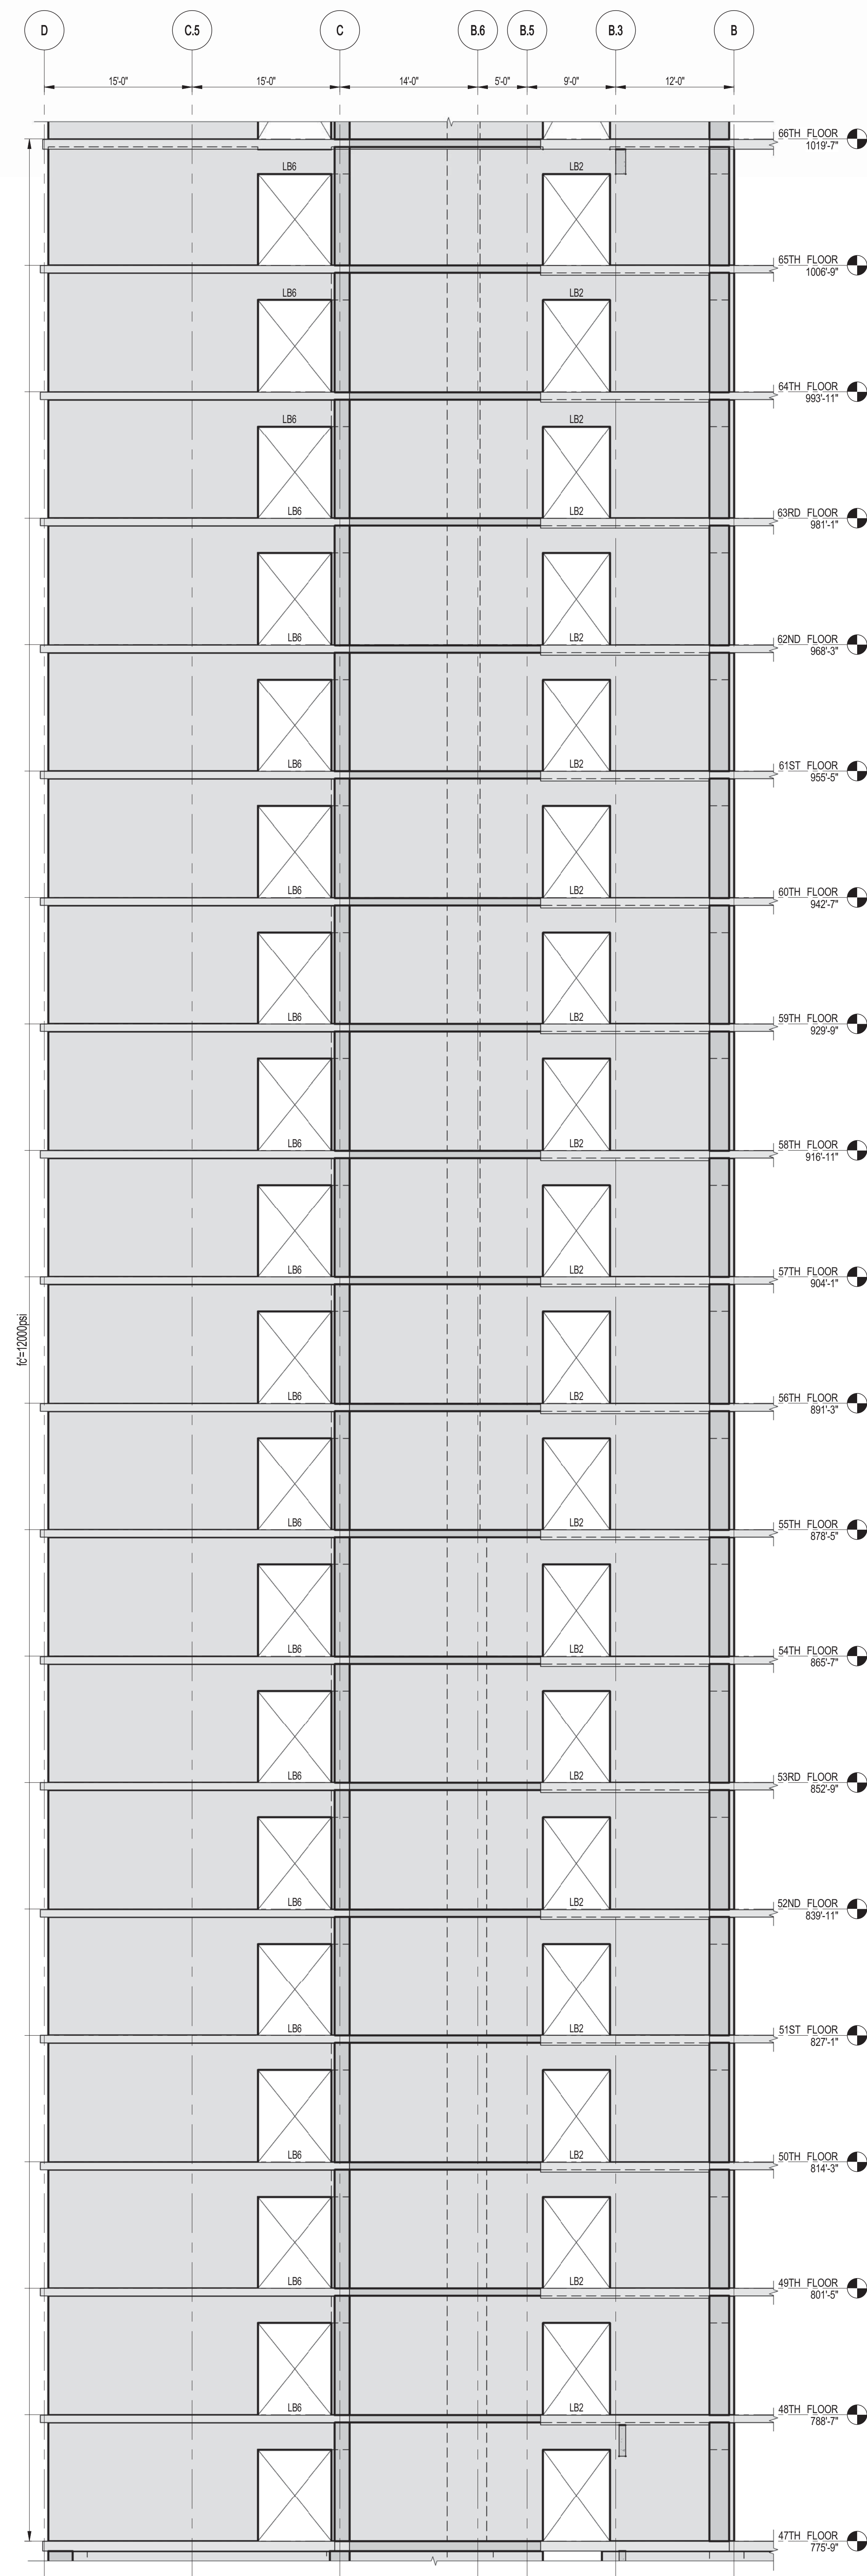 D C.5 C B.6 B.5 B.3 B
15'-0" 15'-0" 14'-0" 5'-0" 9'-0" 12'-0"
66TH FLOOR
1019'-7"
LB6 LB2
65TH FLOOR
1006'-9"
LB6 LB2
64TH FLOOR
993'-11"
LB6 LB2
LB6 LB2
63RD FLOOR
981'-1"
LB6 LB2
62ND FLOOR
968'-3"
LB6 LB2
61ST FLOOR
955'-5"
LB6 LB2
60TH FLOOR
942'-7"
LB6 LB2
59TH FLOOR
929'-9"
LB6 LB2
58TH FLOOR
916'-11"
LB6 LB2
57TH FLOOR
904'-1"
fc'=12000psi
LB6 LB2
56TH FLOOR
891'-3"
LB6 LB2
55TH FLOOR
878'-5"
LB6 LB2
54TH FLOOR
865'-7"
LB6 LB2
53RD FLOOR
852'-9"
LB6 LB2
52ND FLOOR
839'-11"
LB6 LB2
51ST FLOOR
827'-1"
LB6 LB2
50TH FLOOR
814'-3"
LB6 LB2
49TH FLOOR
801'-5"
LB6 LB2
48TH FLOOR
788'-7"
47TH FLOOR
775'-9"